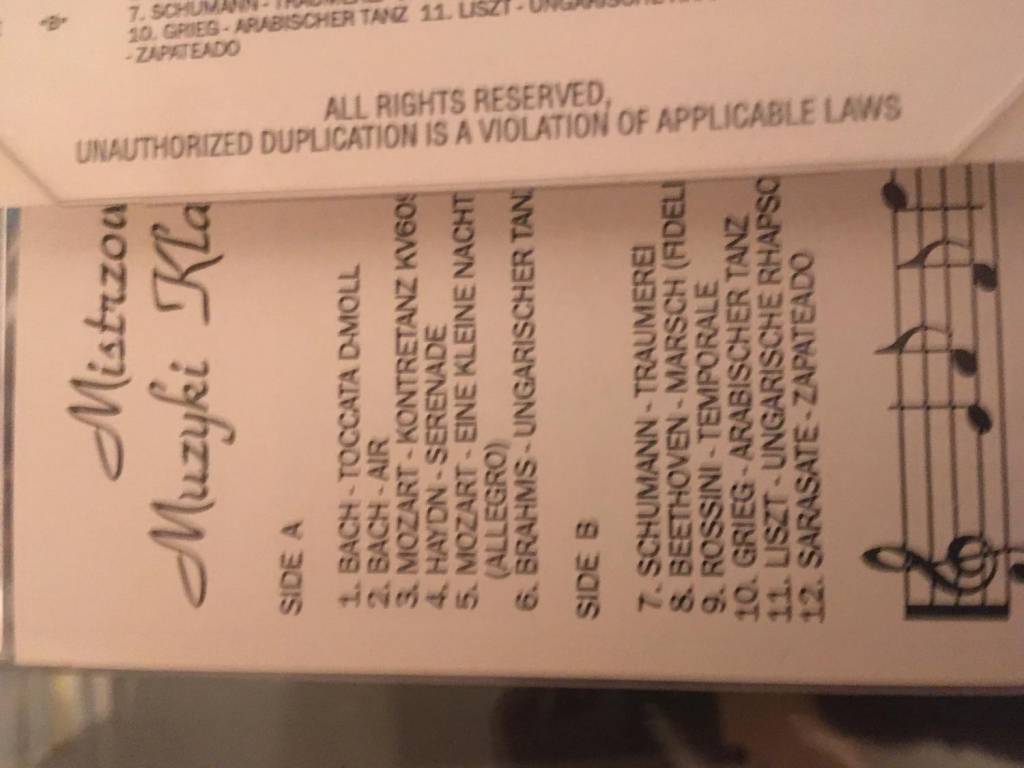 -B-
7. SCHUMANN -
10. GRIEG - ARABISCHER TANZ 11. LISZT -
- ZAPATEADO
ALL RIGHTS RESERVED,
UNAUTHORIZED DUPLICATION IS A VIOLATION OF APPLICABLE LAWS
Mistrzow
Muzyki Kla
SIDE A
1. BACH - TOCCATA D-MOLL
2. BACH - AIR
3. MOZART - KONTRETANZ KV609
4. HAYDN - SERENADE
5. MOZART - EINE KLEINE NACHT
(ALLEGRO)
6. BRAHMS - UNGARISCHER TANZ
SIDE B
7. SCHUMANN - TRAUMEREI
8. BEETHOVEN - MARSCH (FIDELI
9. ROSSINI - TEMPORALE
10. GRIEG - ARABISCHER TANZ
11. LISZT - UNGARISCHE RHAPSO
12. SARASATE - ZAPATEADO